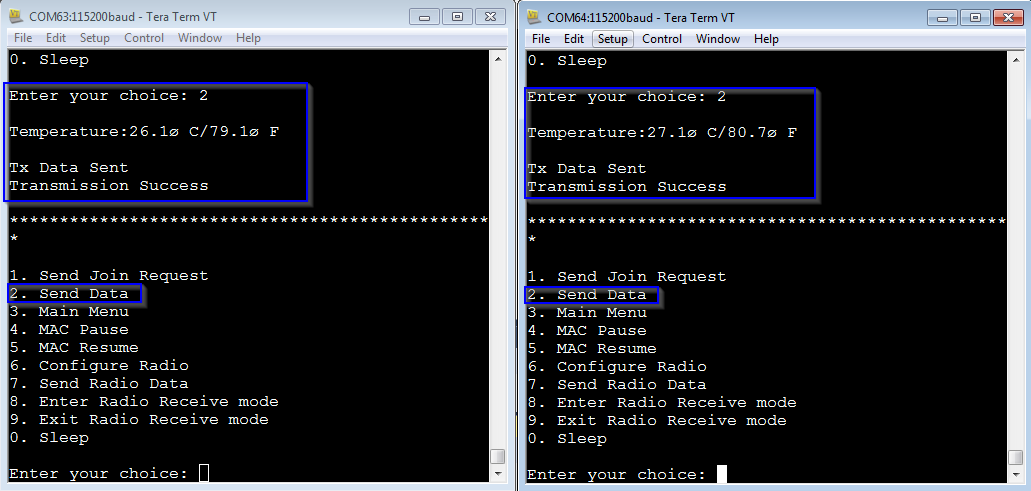 COM63:115200baud - Tera Term VT
File Edit Setup Control Window Help
0. Sleep
Enter your choice: 2
Temperature:26.1ø C/79.1ø F
Tx Data Sent
Transmission Success
************************************************
*
1. Send Join Request
2. Send Data
3. Main Menu
4. MAC Pause
5. MAC Resume
6. Configure Radio
7. Send Radio Data
8. Enter Radio Receive mode
9. Exit Radio Receive mode
0. Sleep
Enter your choice:
COM64:115200baud - Tera Term VT
File Edit Setup Control Window Help
0. Sleep
Enter your choice: 2
Temperature:27.1ø C/80.7ø F
Tx Data Sent
Transmission Success
************************************************
*
1. Send Join Request
2. Send Data
3. Main Menu
4. MAC Pause
5. MAC Resume
6. Configure Radio
7. Send Radio Data
8. Enter Radio Receive mode
9. Exit Radio Receive mode
0. Sleep
Enter your choice: